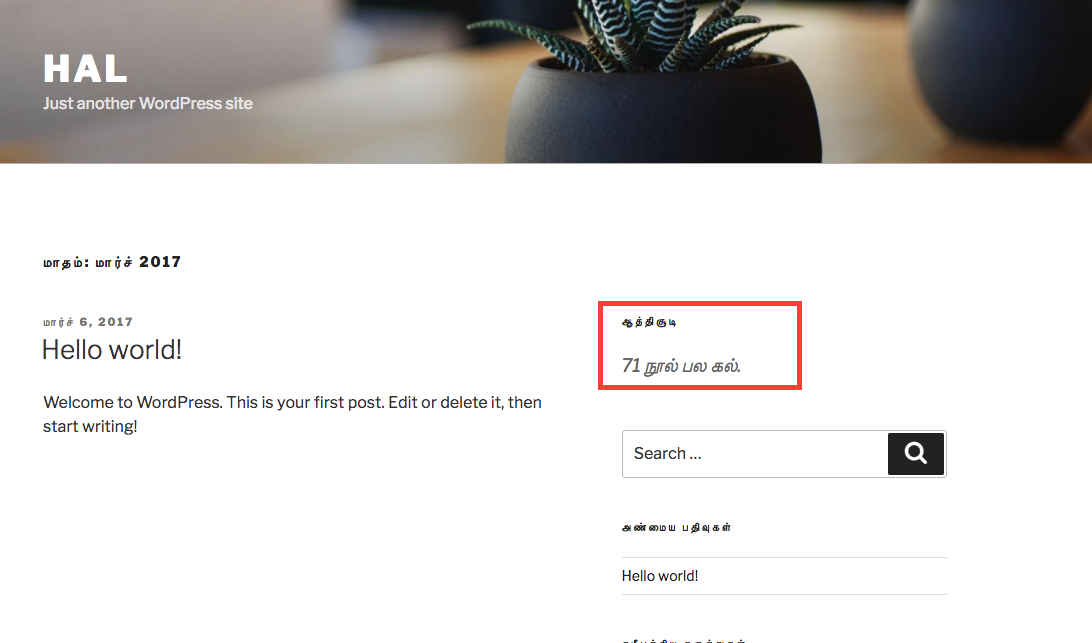 HAL
Just another WordPress site
மாதம்: மார்ச் 2017
மார்ச் 6, 2017
Hello world!
Welcome to WordPress. This is your first post. Edit or delete it, then
start writing!
ஆத்திசூடி
71 நூல் பல கல்.
Search …
அண்மைய பதிவுகள்
Hello world!